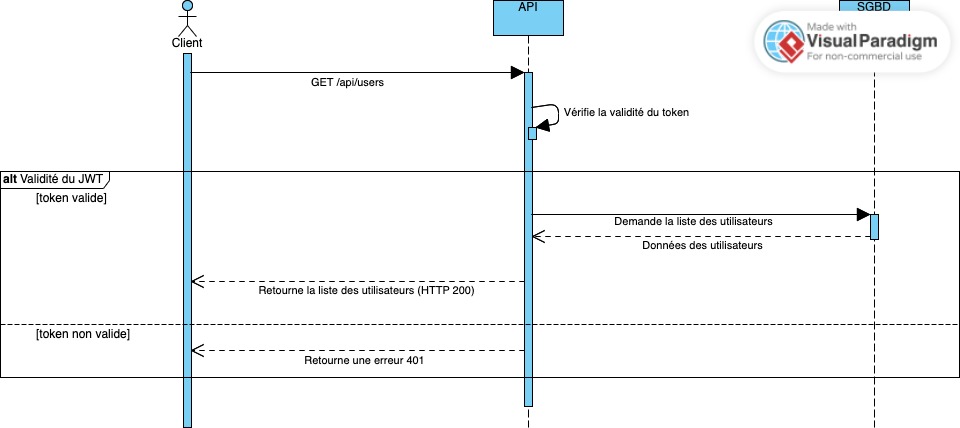 API
SGBD
Made with
VisualParadigm
For non-commercial use
Client
GET /api/users
Vérifie la validité du token
alt Validité du JWT
[token valide]
Demande la liste des utilisateurs
Données des utilisateurs
Retourne la liste des utilisateurs (HTTP 200)
[token non valide]
Retourne une erreur 401